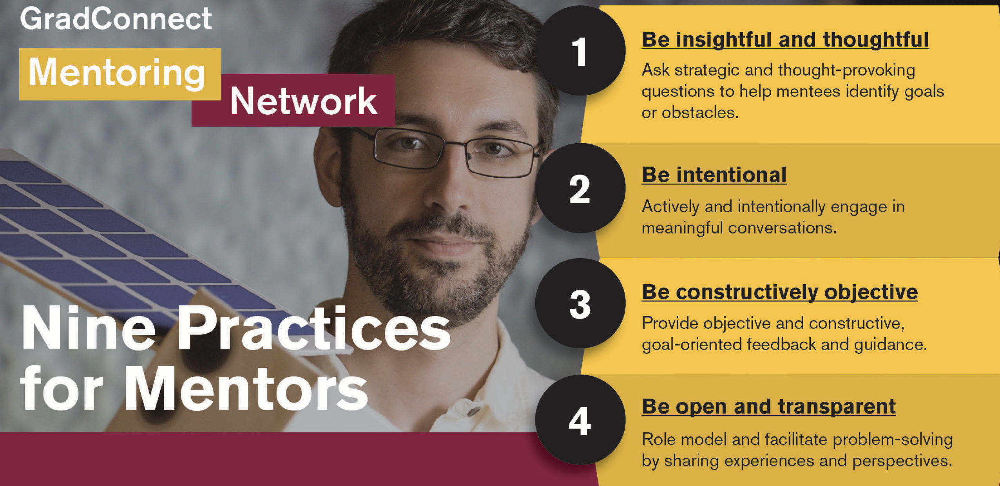 GradConnect
Mentoring
Network
Nine Practices
for Mentors
1
Be insightful and thoughtful
Ask strategic and thought-provoking
questions to help mentees identify goals
or obstacles.
2
Be intentional
Actively and intentionally engage in
meaningful conversations.
3
Be constructively objective
Provide objective and constructive,
goal-oriented feedback and guidance.
4
Be open and transparent
Role model and facilitate problem-solving
by sharing experiences and perspectives.